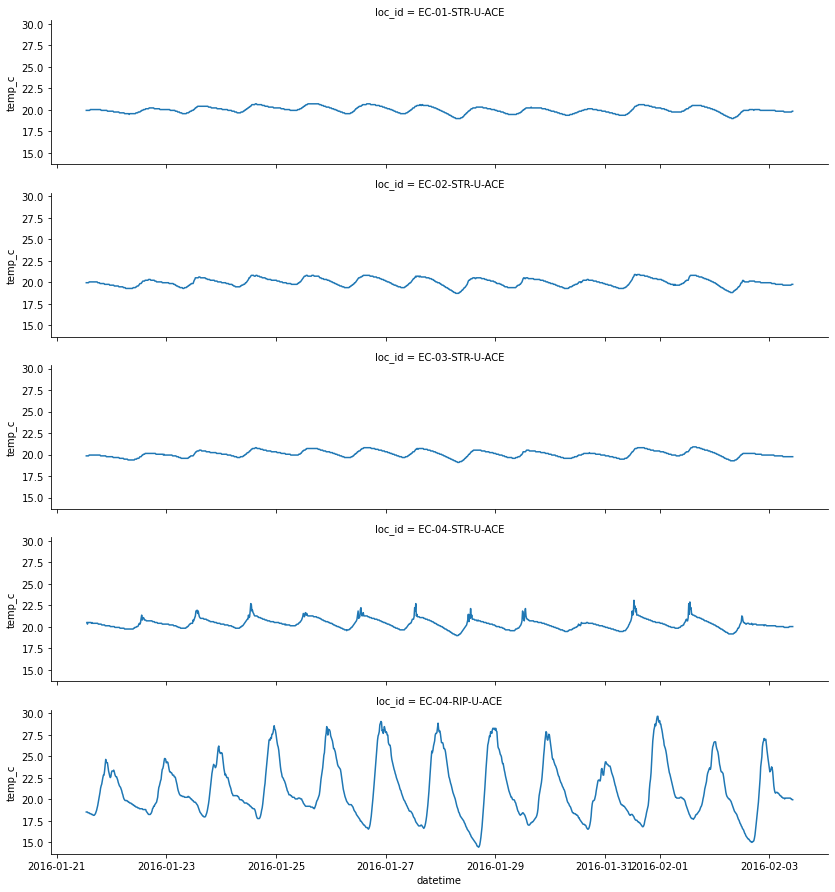 loc_id = EC-01-STR-U-ACE
30.0
27.5
25.0
22.5
20.0
17.5
15.0
temp_c
loc_id = EC-02-STR-U-ACE
30.0
27.5
25.0
22.5
20.0
17.5
15.0
temp_c
loc_id = EC-03-STR-U-ACE
30.0
27.5
25.0
22.5
20.0
17.5
15.0
temp_c
loc_id = EC-04-STR-U-ACE
30.0
27.5
25.0
22.5
20.0
17.5
15.0
temp_c
loc_id = EC-04-RIP-U-ACE
30.0
27.5
25.0
22.5
20.0
17.5
15.0
temp_c
2016-01-21 2016-01-23 2016-01-25 2016-01-27 2016-01-29 2016-01-31 2016-02-01 2016-02-03
datetime